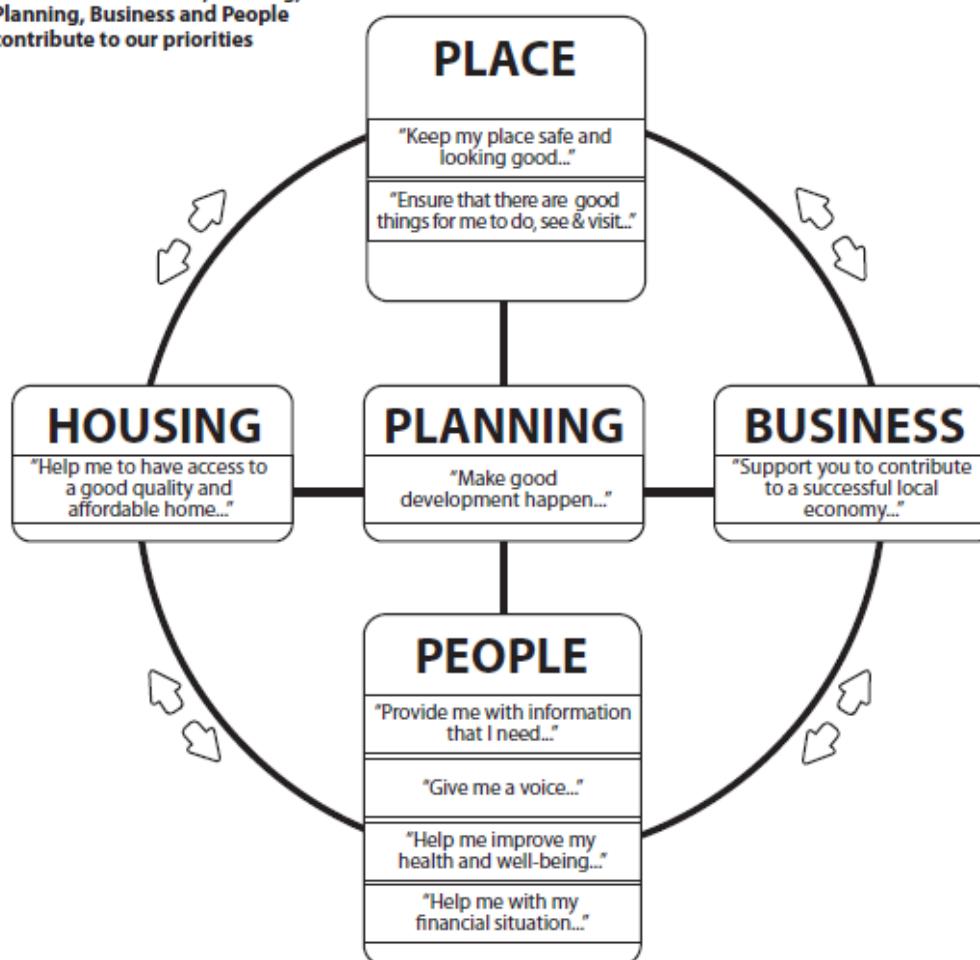 Planning, Business and People
contribute to our priorities
PLACE
“Keep my place safe and
looking good...”
“Ensure that there are good
things for me to do, see & visit...”
HOUSING
“Help me to have access to
a good quality and
affordable home...”
PLANNING
“Make good
development happen...”
BUSINESS
“Support you to contribute
to a successful local
economy...”
PEOPLE
“Provide me with information
that I need...”
“Give me a voice...”
“Help me improve my
health and well-being...”
“Help me with my
financial situation...”